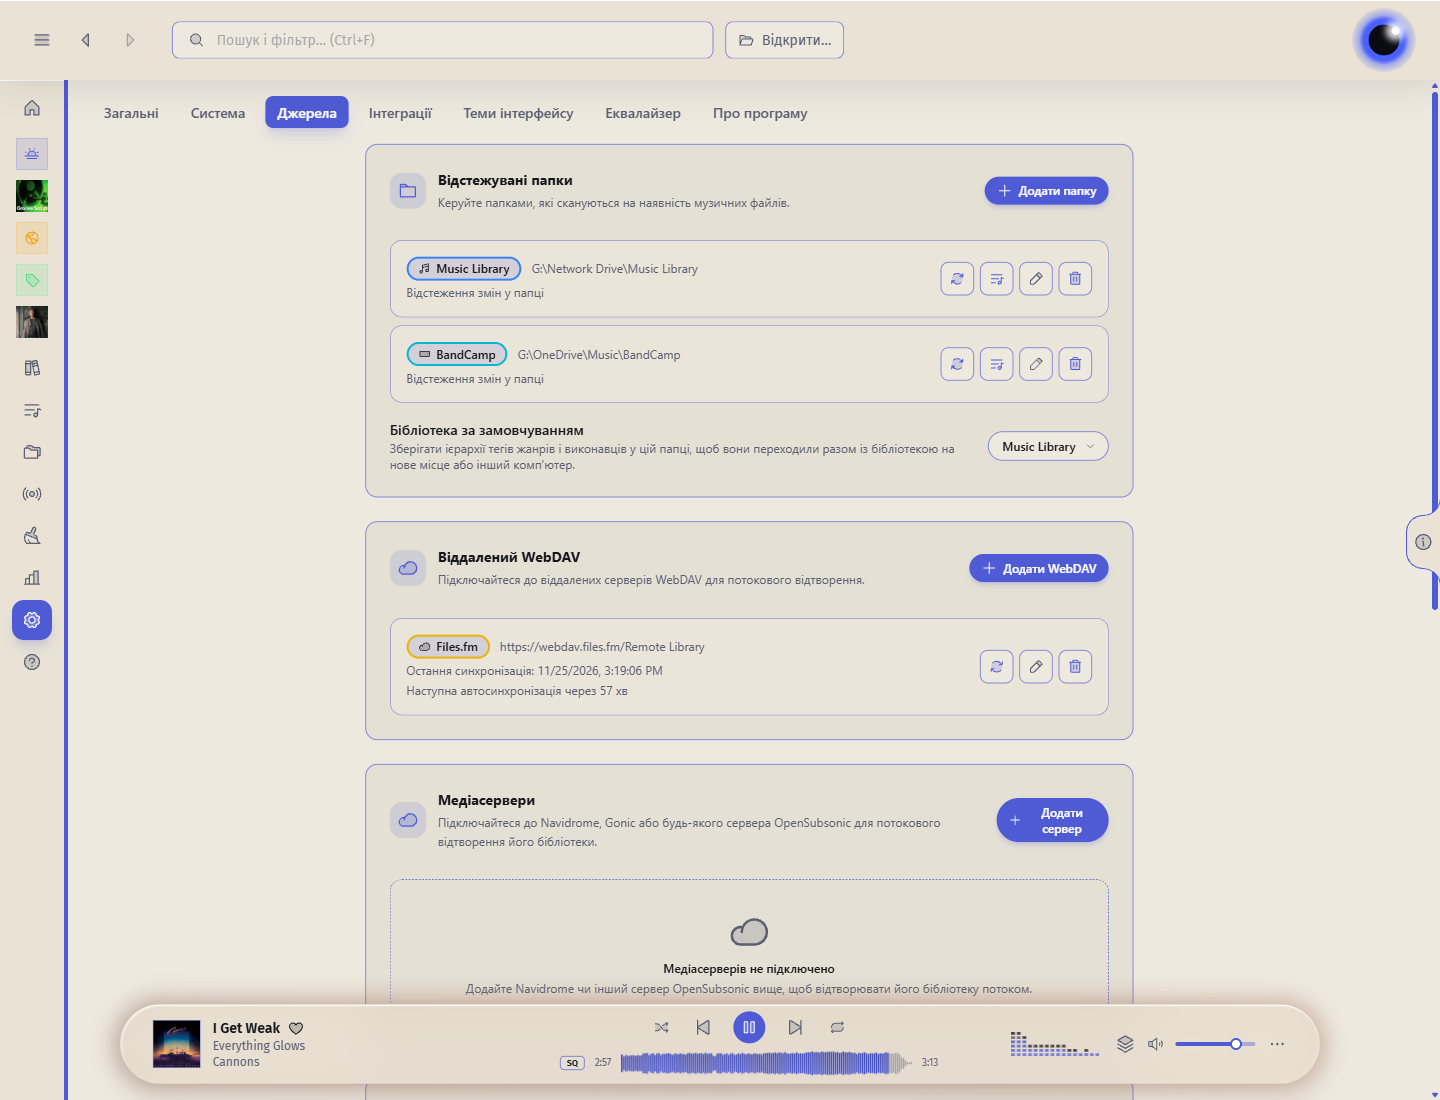 Пошук і фільтр... (Ctrl+F)
Відкрити...
Загальні
Система
Джерела
Інтеграції
Теми інтерфейсу
Еквалайзер
Про програму
Відстежувані папки
Керуйте папками, які скануються на наявність музичних файлів.
Додати папку
Music Library
G:\Network Drive\Music Library
Відстеження змін у папці
BandCamp
G:\OneDrive\Music\BandCamp
Відстеження змін у папці
Бібліотека за замовчуванням
Зберігати ієрархії тегів жанрів і виконавців у цій папці, щоб вони переходили разом із бібліотекою на
нове місце або інший комп'ютер.
Music Library
Віддалений WebDAV
Підключайтеся до віддалених серверів WebDAV для потокового відтворення.
Додати WebDAV
Files.fm
https://webdav.files.fm/Remote Library
Остання синхронізація: 11/25/2026, 3:19:06 PM
Наступна автосинхронізація через 57 хв
Медіасервери
Підключайтеся до Navidrome, Gonic або будь-якого сервера OpenSubsonic для потокового
відтворення його бібліотеки.
Додати
сервер
Медіасерверів не підключено
Додайте Navidrome чи інший сервер OpenSubsonic вище, щоб відтворювати його бібліотеку потоком.
I Get Weak
Everything Glows
Cannons
SQ
2:57
3:13